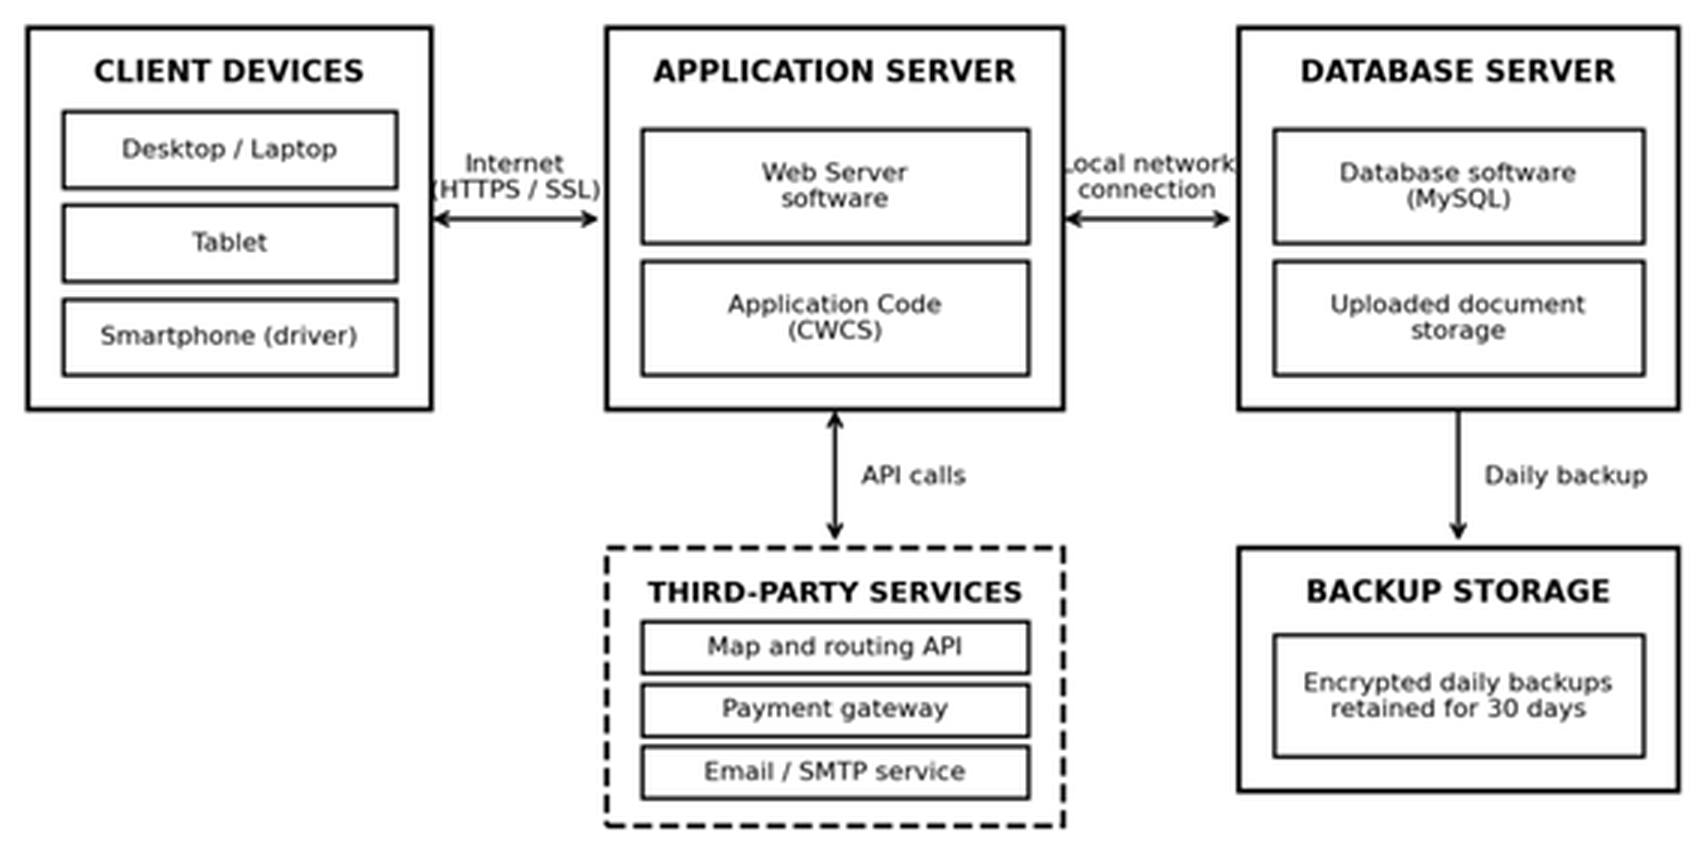 CLIENT DEVICES
Desktop / Laptop
Tablet
Smartphone (driver)
Internet
(HTTPS / SSL)
APPLICATION SERVER
Web Server
software
Application Code
(CWCS)
Local network
connection
DATABASE SERVER
Database software
(MySQL)
Uploaded document
storage
API calls
Daily backup
THIRD-PARTY SERVICES
Map and routing API
Payment gateway
Email / SMTP service
BACKUP STORAGE
Encrypted daily backups
retained for 30 days